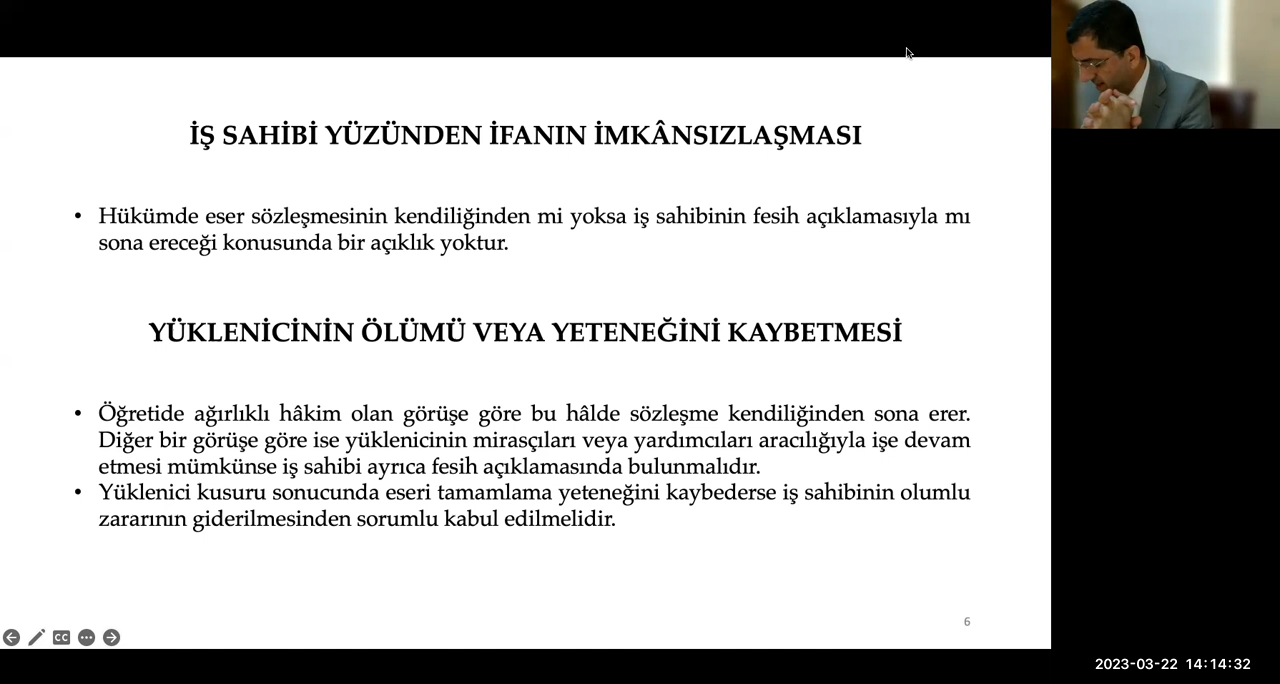 İŞ SAHİBİ YÜZÜNDEN İFANIN İMKÂNSIZLAŞMASI
• Hükümde eser sözleşmesinin kendiliğinden mi yoksa iş sahibinin fesih açıklamasıyla mı
sona ereceği konusunda bir açıklık yoktur.
YÜKLENİCİNİN ÖLÜMÜ VEYA YETENEĞİNİ KAYBETMESİ
• Öğretide ağırlıklı hâkim olan görüşe göre bu hâlde sözleşme kendiliğinden sona erer.
Diğer bir görüşe göre ise yüklenicinin mirasçıları veya yardımcıları aracılığıyla işe devam
etmesi mümkünse iş sahibi ayrıca fesih açıklamasında bulunmalıdır.
• Yüklenici kusuru sonucunda eseri tamamlama yeteneğini kaybederse iş sahibinin olumlu
zararının giderilmesinden sorumlu kabul edilmelidir.
6
CC
2023-03-22 14:14:32